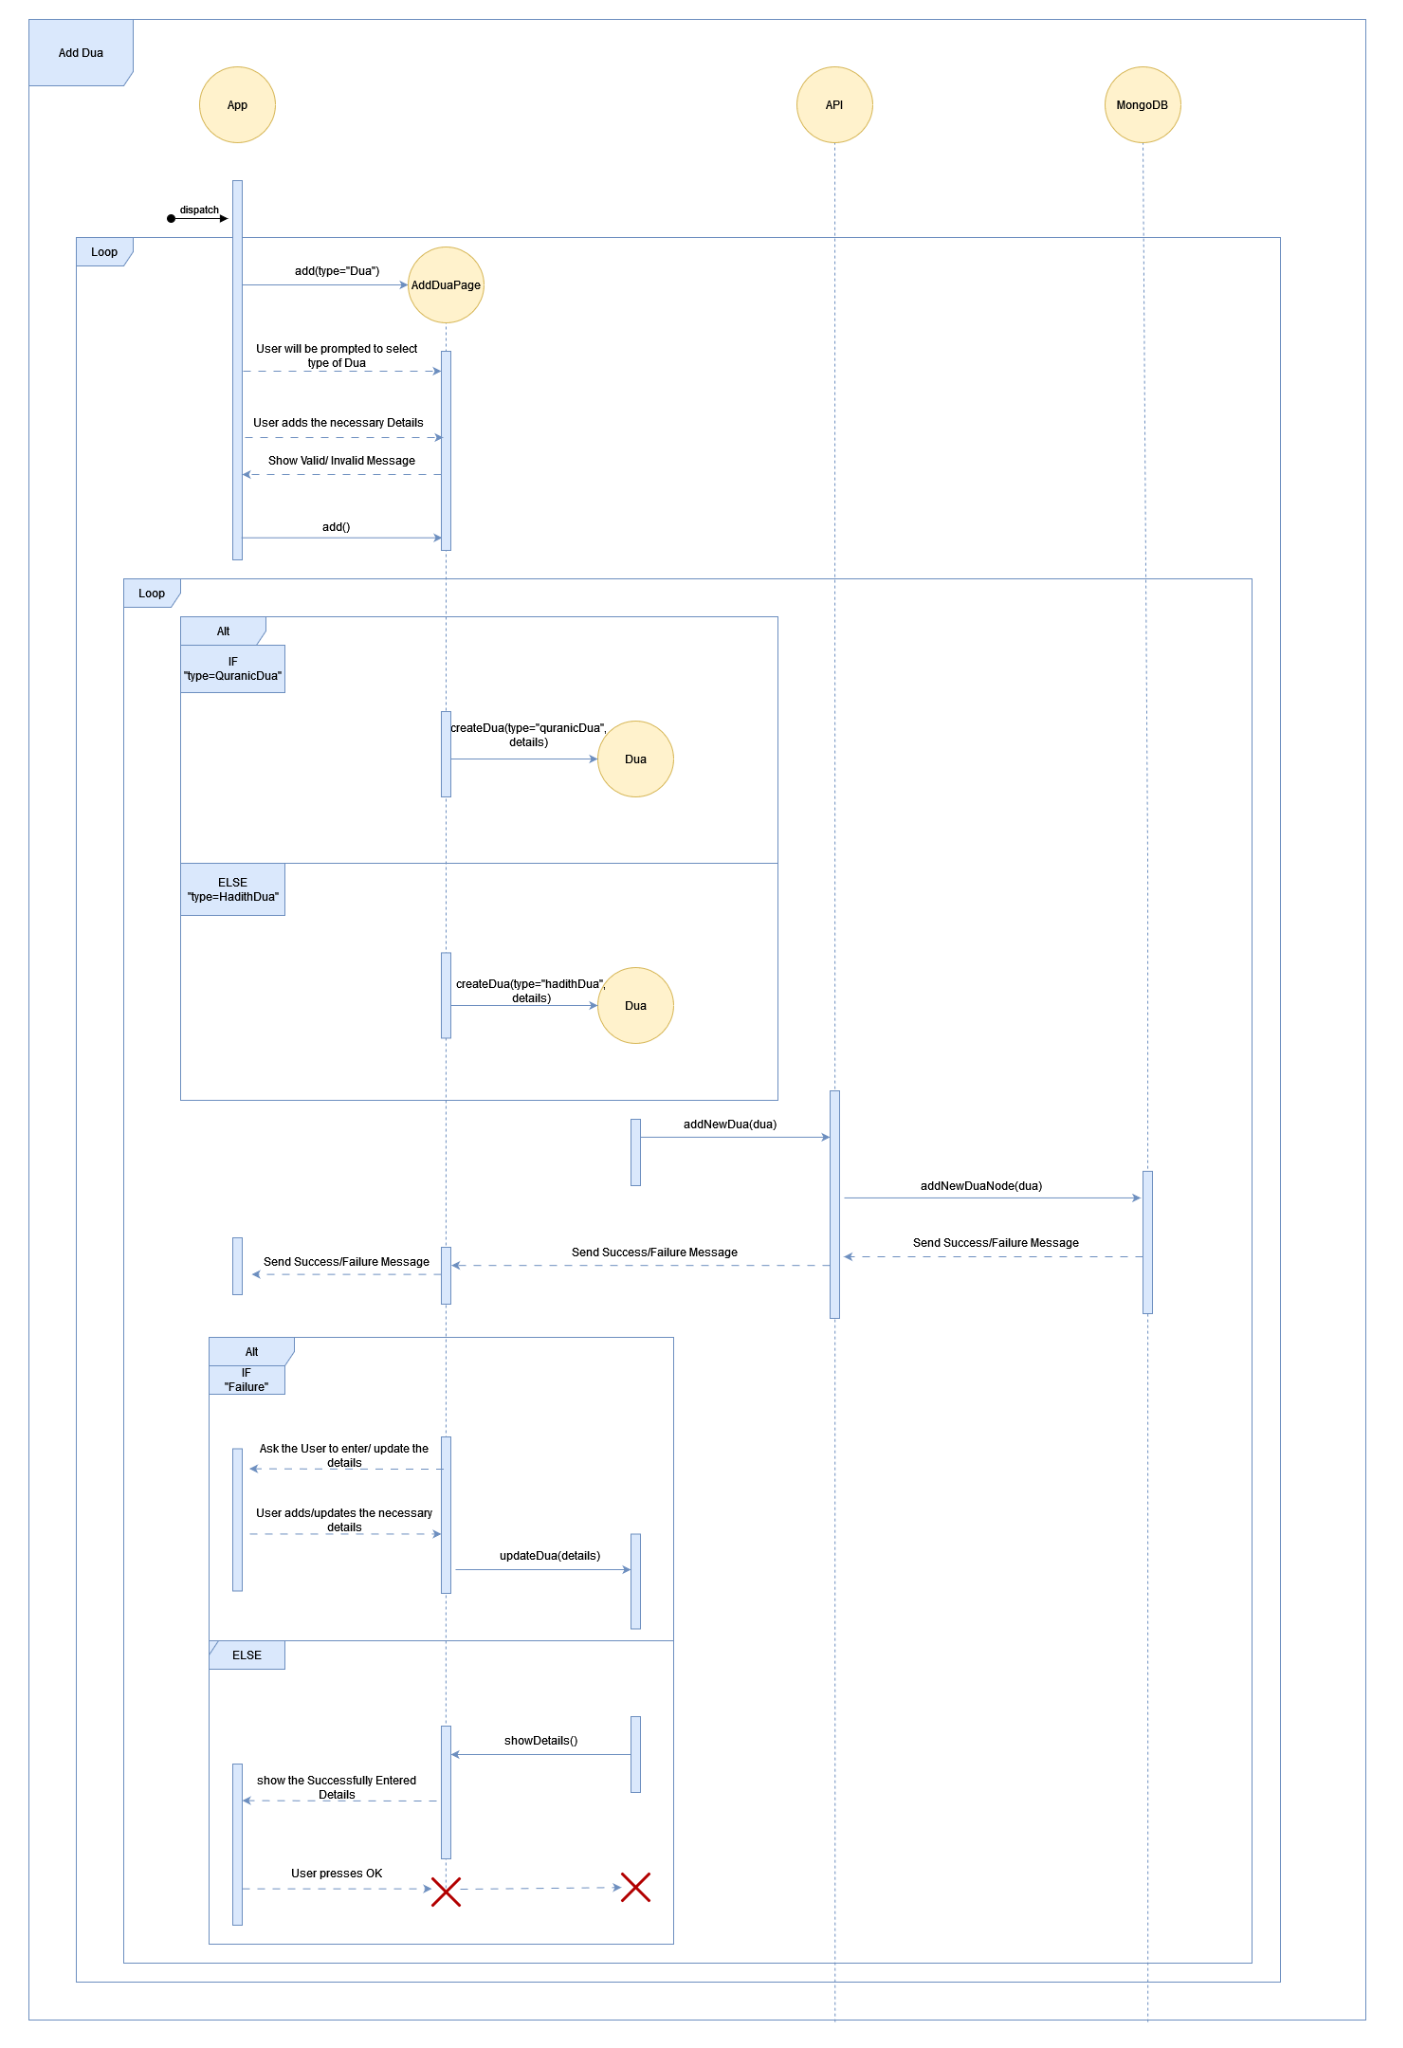 Add Dua
App
API
MongoDB
dispatch
Loop
add(type="Dua")
AddDuaPage
User will be prompted to select
type of Dua
User adds the necessary Details
Show Valid/ Invalid Message
add()
Loop
Alt
IF
"type=QuranicDua"
createDua(type="quranicDua",
details)
Dua
ELSE
"type=HadithDua"
createDua(type="hadithDua",
details)
Dua
addNewDua(dua)
addNewDuaNode(dua)
Send Success/Failure Message
Send Success/Failure Message
Send Success/Failure Message
Alt
IF
"Failure"
Ask the User to enter/ update the
details
User adds/updates the necessary
details
updateDua(details)
ELSE
showDetails()
show the Successfully Entered
Details
User presses OK